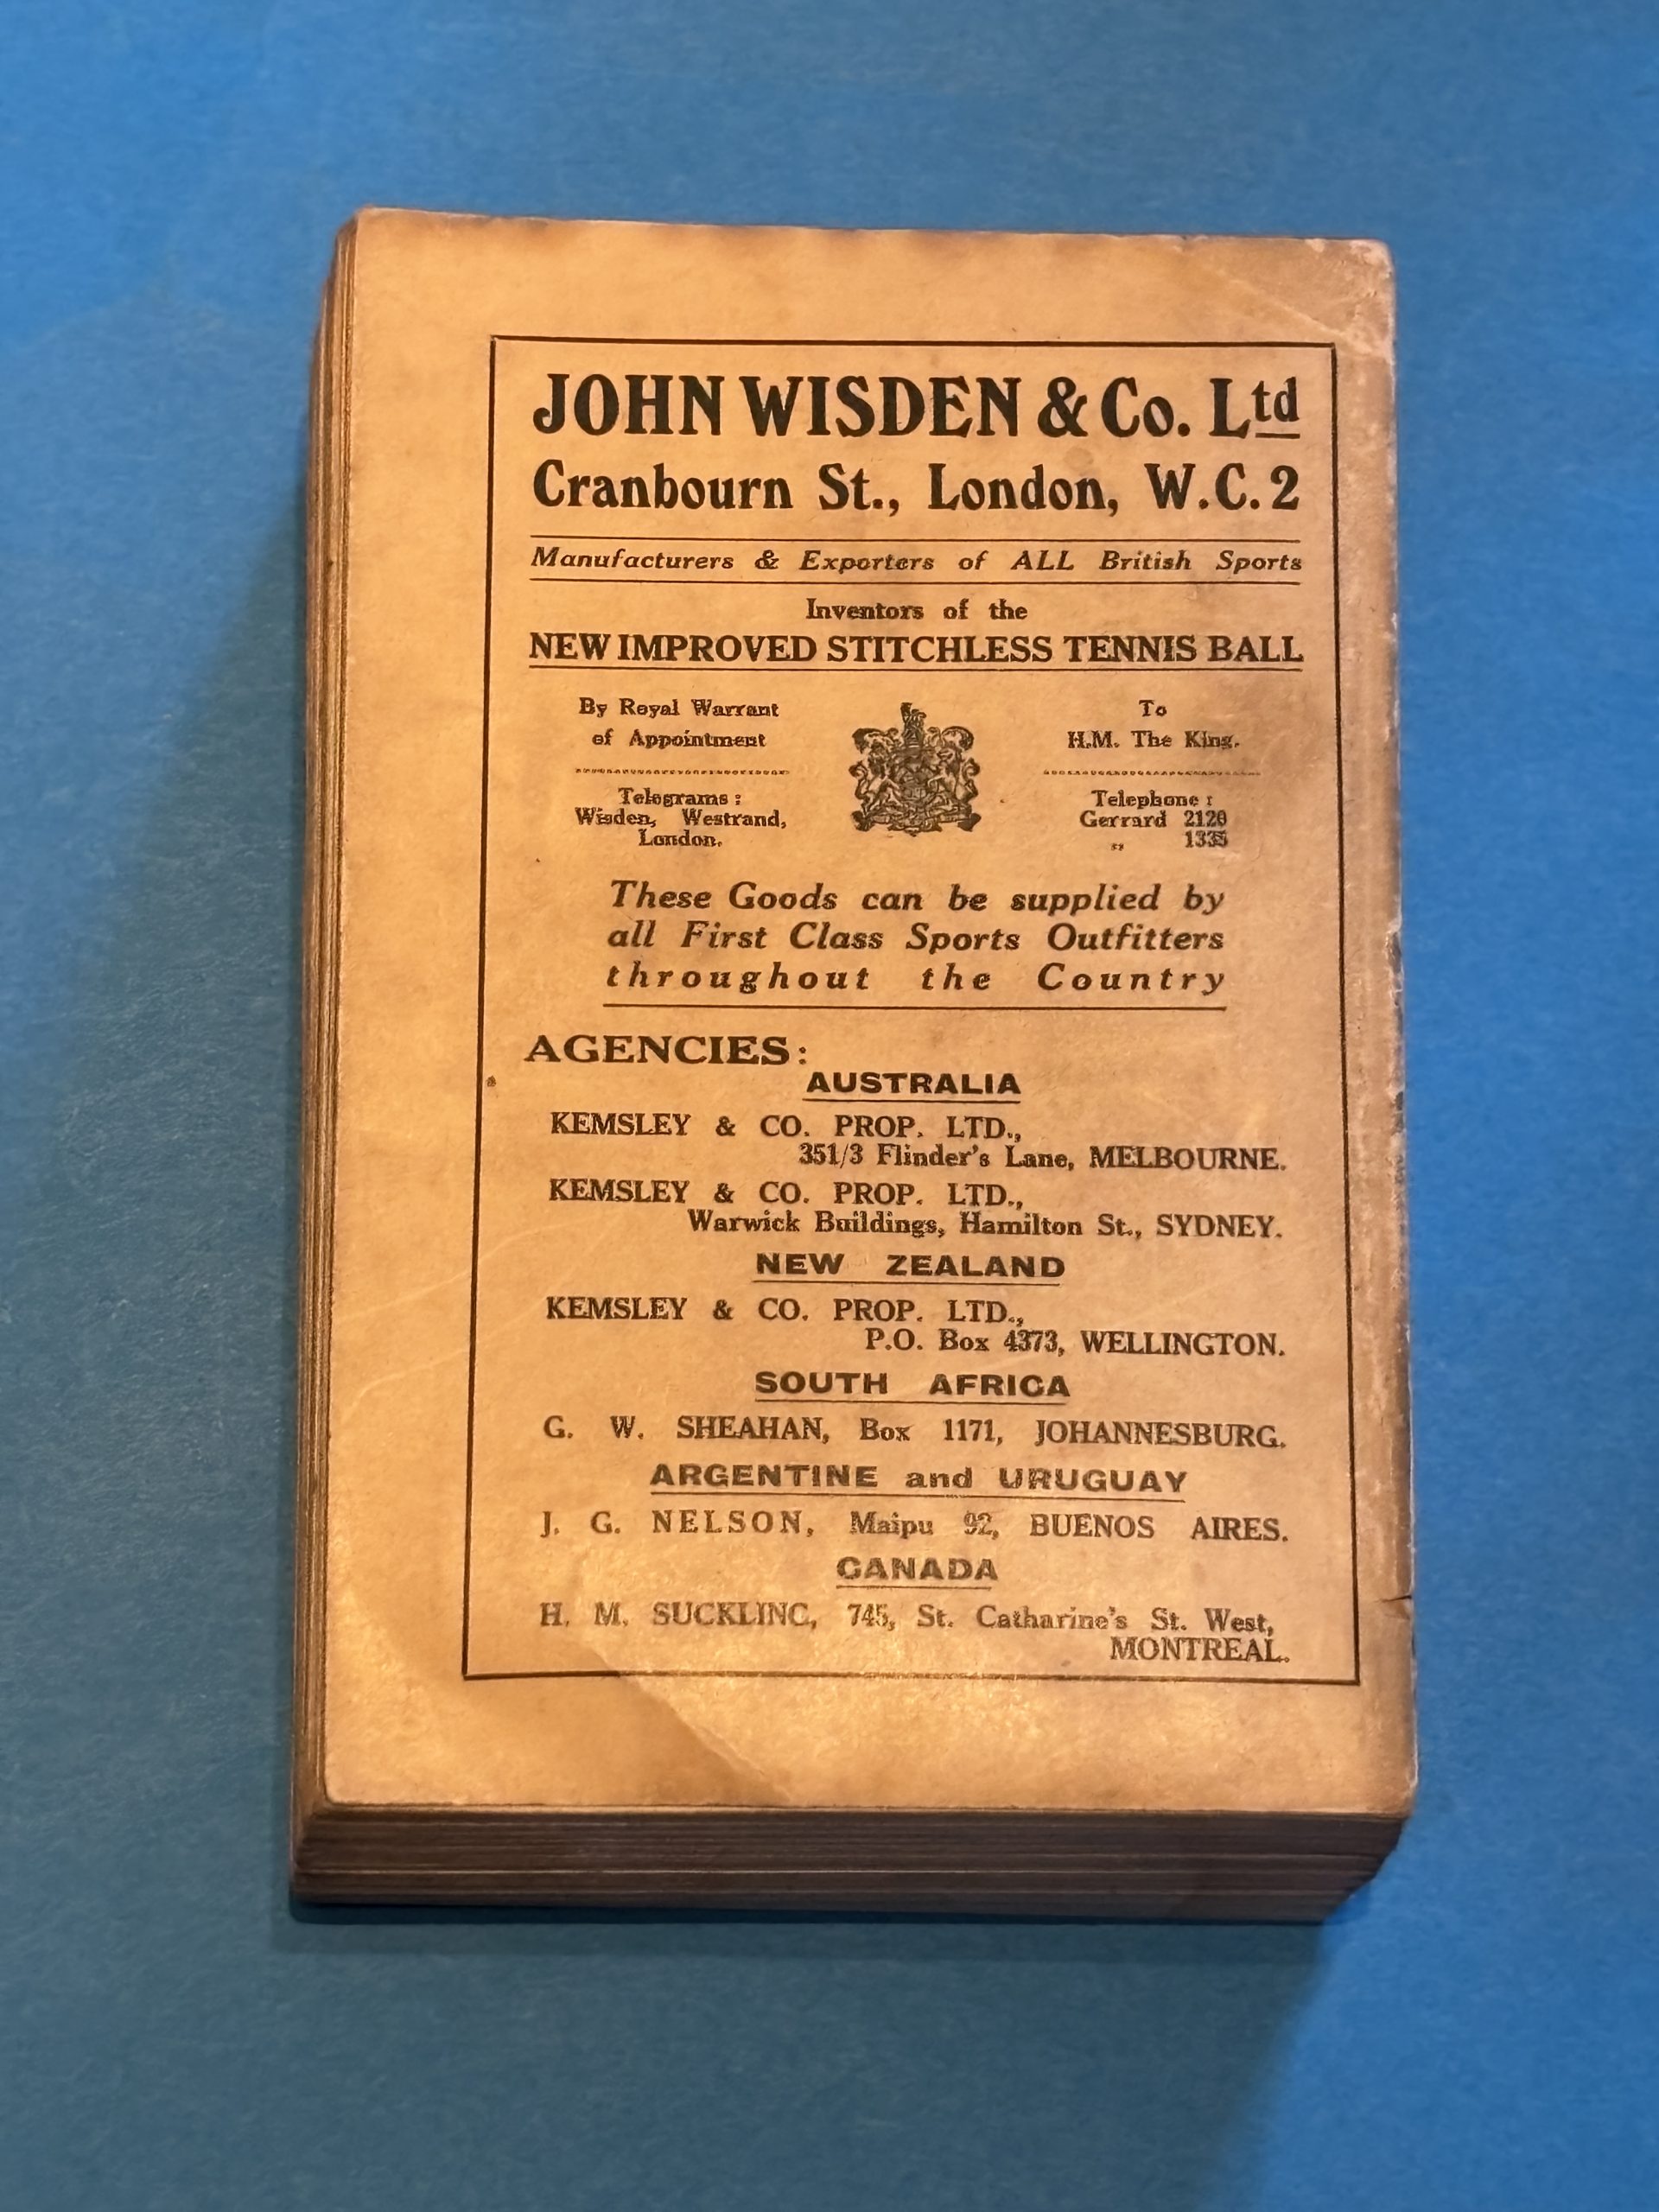 JOHN WISDEN & Co. Ltd
Cranbourn St., London, W.C.2
Manufacturers & Exporters of ALL British Sports
Inventors of the
NEW IMPROVED STITCHLESS TENNIS BALL
By Royal Warrant
of Appointment
To
H.M. The King.
Telegrams:
Wisden, Westrand,
London.
Telephone:
Gerrard 2120
„ 1335
These Goods can be supplied by
all First Class Sports Outfitters
throughout the Country
AGENCIES:
AUSTRALIA
KEMSLEY & CO. PROP. LTD.,
351/3 Flinder's Lane, MELBOURNE.
KEMSLEY & CO. PROP. LTD.,
Warwick Buildings, Hamilton St., SYDNEY.
NEW ZEALAND
KEMSLEY & CO. PROP. LTD.,
P.O. Box 4373, WELLINGTON.
SOUTH AFRICA
G. W. SHEAHAN, Box 1171, JOHANNESBURG.
ARGENTINE and URUGUAY
J. G. NELSON, Maipu 92, BUENOS AIRES.
CANADA
H. M. SUCKLING, 745, St. Catharine's St. West,
MONTREAL.